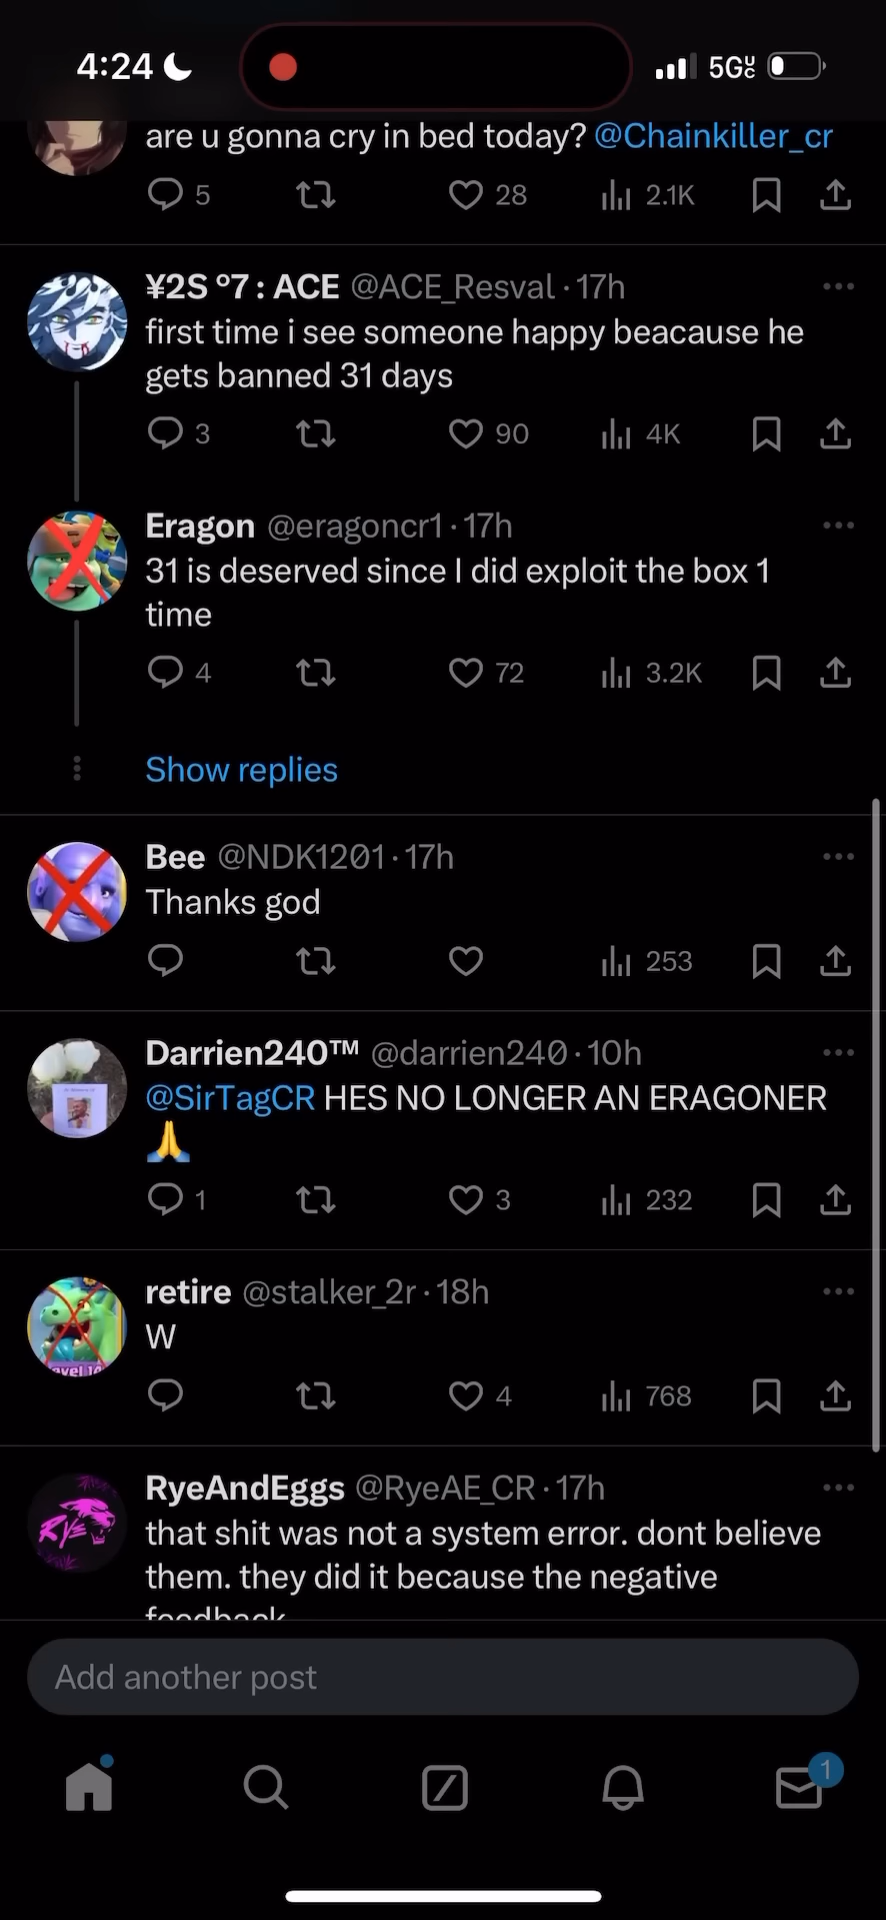 4:24
5G UC
are u gonna cry in bed today? @Chainkiller_cr
5 28 2.1K
¥2S °7 : ACE @ACE_Resval · 17h
first time i see someone happy beacause he
gets banned 31 days
3 90 4K
Eragon @eragoncr1 · 17h
31 is deserved since I did exploit the box 1
time
4 72 3.2K
Show replies
Bee @NDK1201 · 17h
Thanks god
253
Darrien240™ @darrien240 · 10h
@SirTagCR HES NO LONGER AN ERAGONER
🙏
1 3 232
retire @stalker_2r · 18h
W
4 768
RyeAndEggs @RyeAE_CR · 17h
that shit was not a system error. dont believe
them. they did it because the negative
feedback
Add another post
1